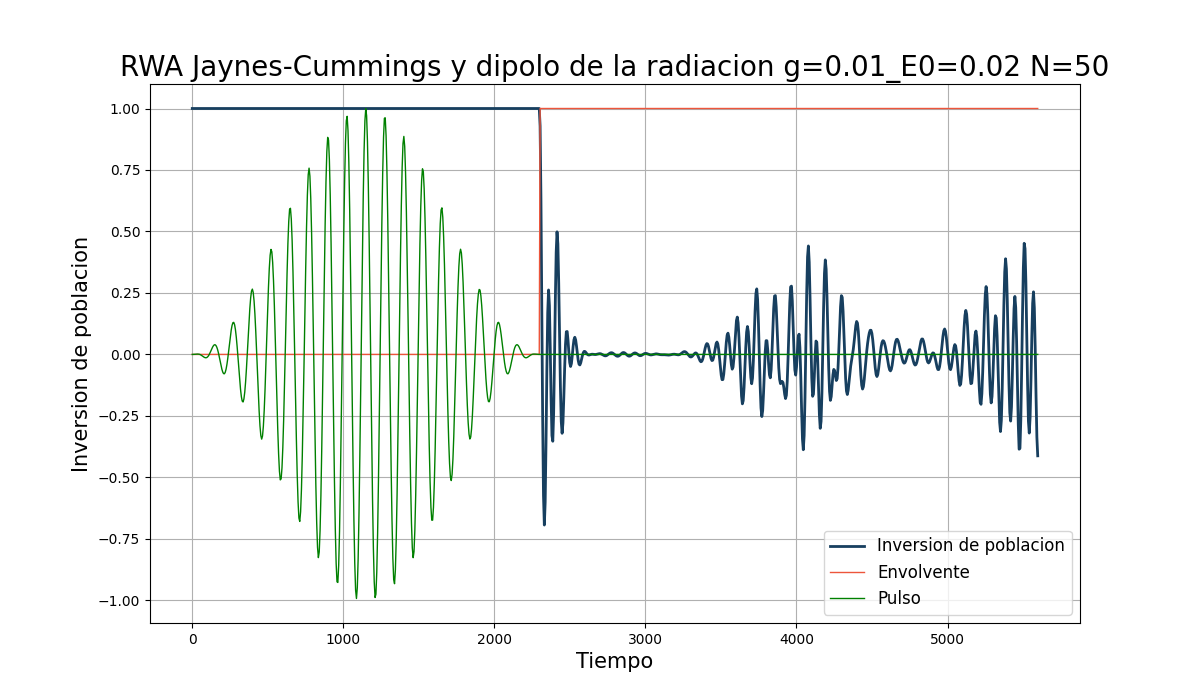 RWA Jaynes-Cummings y dipolo de la radiacion g=0.01_E0=0.02 N=50
Inversion de poblacion
1.00
0.75
0.50
0.25
0.00
−0.25
−0.50
−0.75
−1.00
Inversion de poblacion
Envolvente
Pulso
0 1000 2000 3000 4000 5000
Tiempo